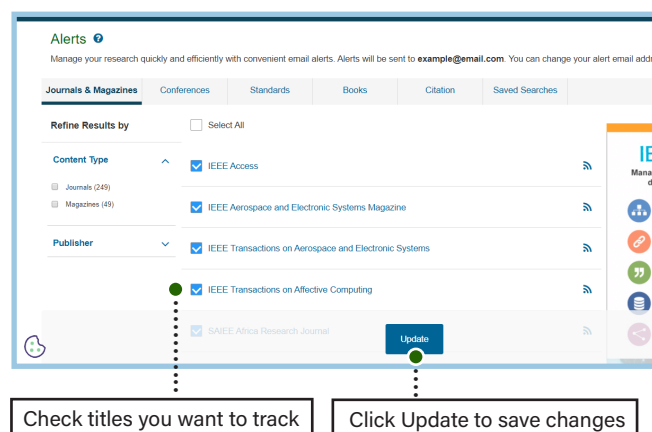 Alerts
Manage your research quickly and efficiently with convenient email alerts. Alerts will be sent to example@email.com. You can change your alert email addr
Journals & Magazines Conferences Standards Books Citation Saved Searches
Refine Results by
Content Type
Journals (249)
Magazines (49)
Publisher
Select All
IEEE Access
IEEE Aerospace and Electronic Systems Magazine
IEEE Transactions on Aerospace and Electronic Systems
IEEE Transactions on Affective Computing
SAIEE Africa Research Journal
Update
IE
Mana
d
Check titles you want to track
Click Update to save changes